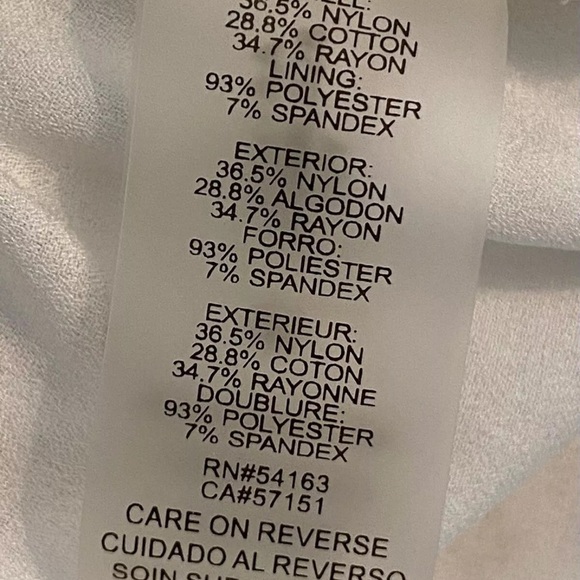 36.5% NYLON
28.8% COTTON
34.7% RAYON
LINING:
93% POLYESTER
7% SPANDEX
EXTERIOR:
36.5% NYLON
28.8% ALGODON
34.7% RAYON
FORRO:
93% POLIESTER
7% SPANDEX
EXTERIEUR:
36.5% NYLON
28.8% COTON
34.7% RAYONNE
DOUBLURE:
93% POLYESTER
7% SPANDEX
RN#54163
CA#57151
CARE ON REVERSE
CUIDADO AL REVERSO
SOIN